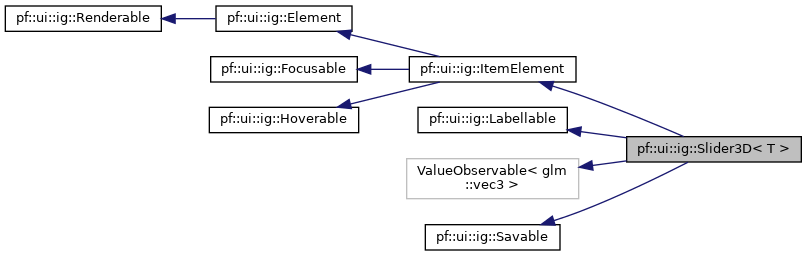 pf::ui::ig::Renderable
pf::ui::ig::Element
pf::ui::ig::Focusable
pf::ui::ig::ItemElement
pf::ui::ig::Hoverable
pf::ui::ig::Labellable
pf::ui::ig::Slider3D< T >
ValueObservable< glm
::vec3 >
pf::ui::ig::Savable